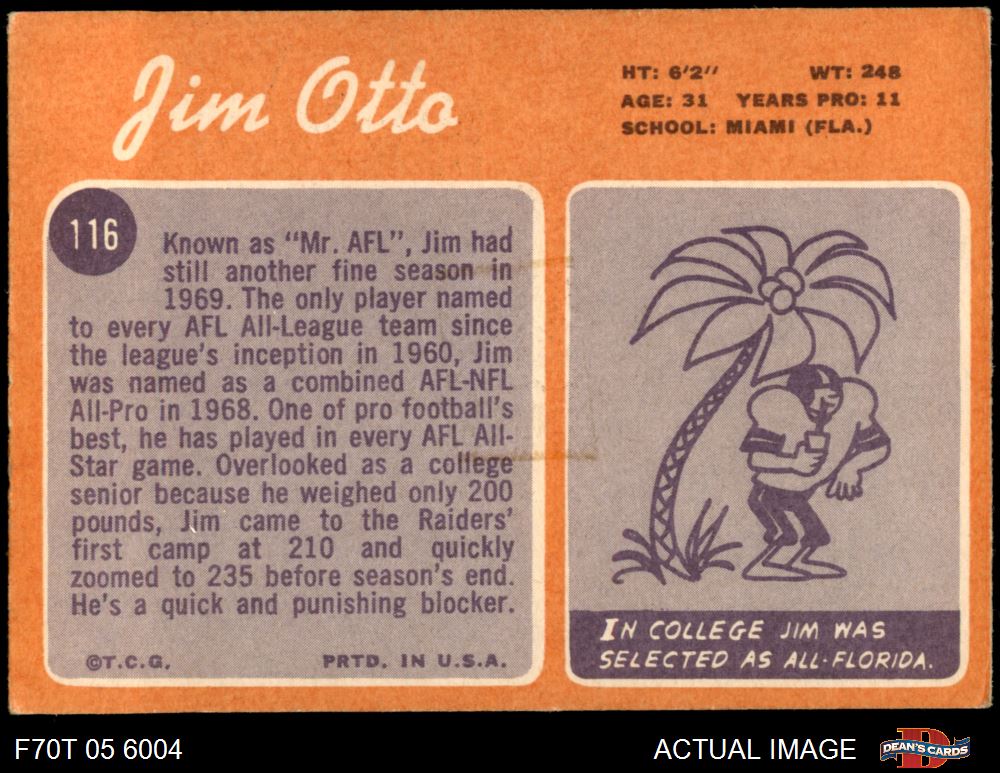 Jim Otto
HT: 6'2" WT: 248
AGE: 31 YEARS PRO: 11
SCHOOL: MIAMI (FLA.)
116
Known as "Mr. AFL", Jim had
still another fine season in
1969. The only player named
to every AFL All-League team since
the league's inception in 1960, Jim
was named as a combined AFL-NFL
All-Pro in 1968. One of pro football's
best, he has played in every AFL All-
Star game. Overlooked as a college
senior because he weighed only 200
pounds, Jim came to the Raiders'
first camp at 210 and quickly
zoomed to 235 before season's end.
He's a quick and punishing blocker.
©T.C.G. PRTD. IN U.S.A.
IN COLLEGE JIM WAS
SELECTED AS ALL-FLORIDA.
F70T 05 6004 ACTUAL IMAGE
D
DEAN'S CARDS